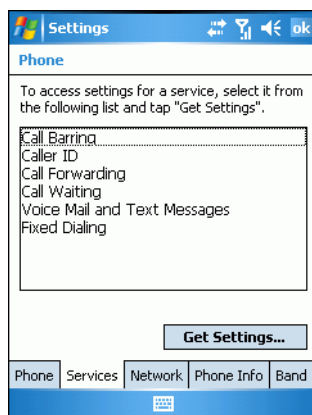 Settings
ok
Phone
To access settings for a service, select it from
the following list and tap "Get Settings".
Call Barring
Caller ID
Call Forwarding
Call Waiting
Voice Mail and Text Messages
Fixed Dialing
Get Settings...
Phone Services Network Phone Info Band